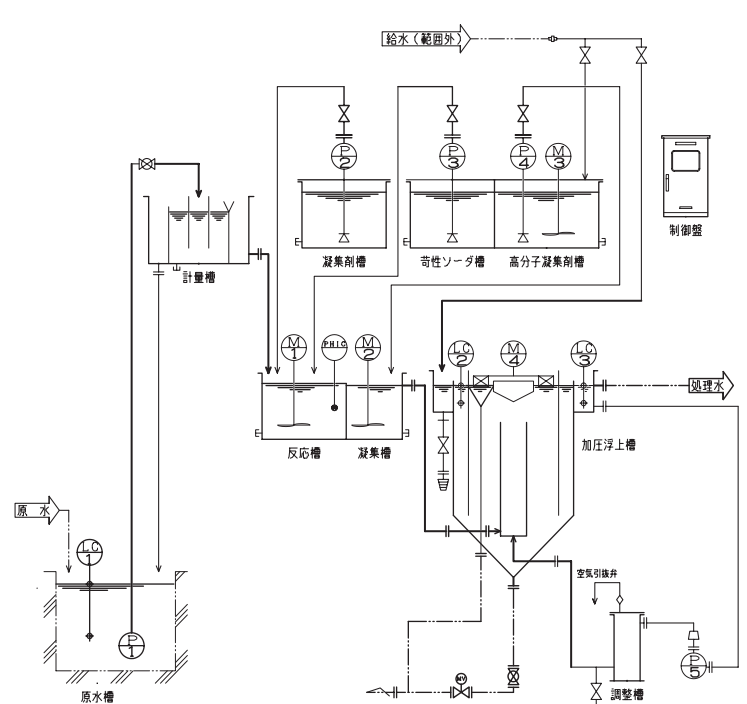 給水(範囲外)
P
2
P
3
P
4
M
3
制御盤
凝集剤槽
苛性ソーダ槽
高分子凝集剤槽
計量槽
M
1
PHIC
M
2
LC
2
M
4
LC
3
処理水
反応槽
凝集槽
加圧浮上槽
原 水
LC
1
P
1
原水槽
空気引抜弁
MV
P
5
調整槽